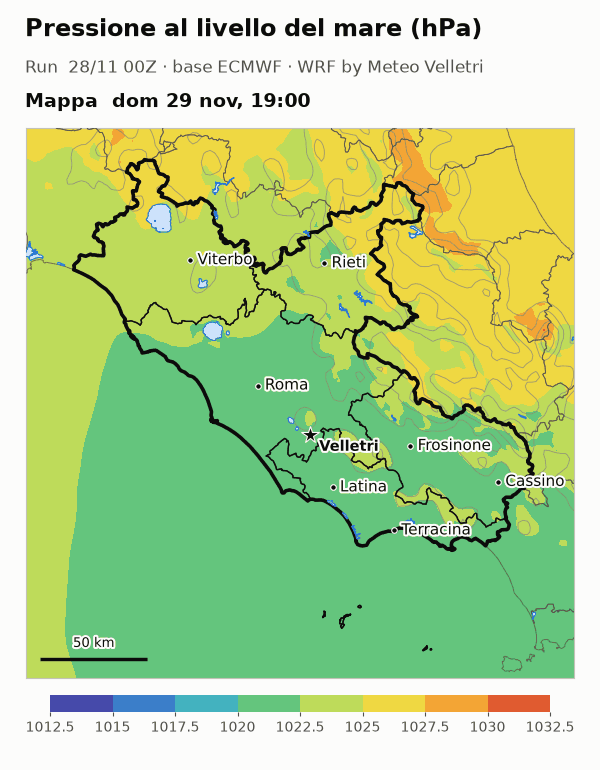 Pressione al livello del mare (hPa)
Run  28/11 00Z · base ECMWF · WRF by Meteo Velletri
Mappa  dom 29 nov, 19:00
Viterbo
Rieti
Roma
Velletri
Frosinone
Latina
Cassino
Terracina
50 km
1012.5 1015 1017.5 1020 1022.5 1025 1027.5 1030 1032.5